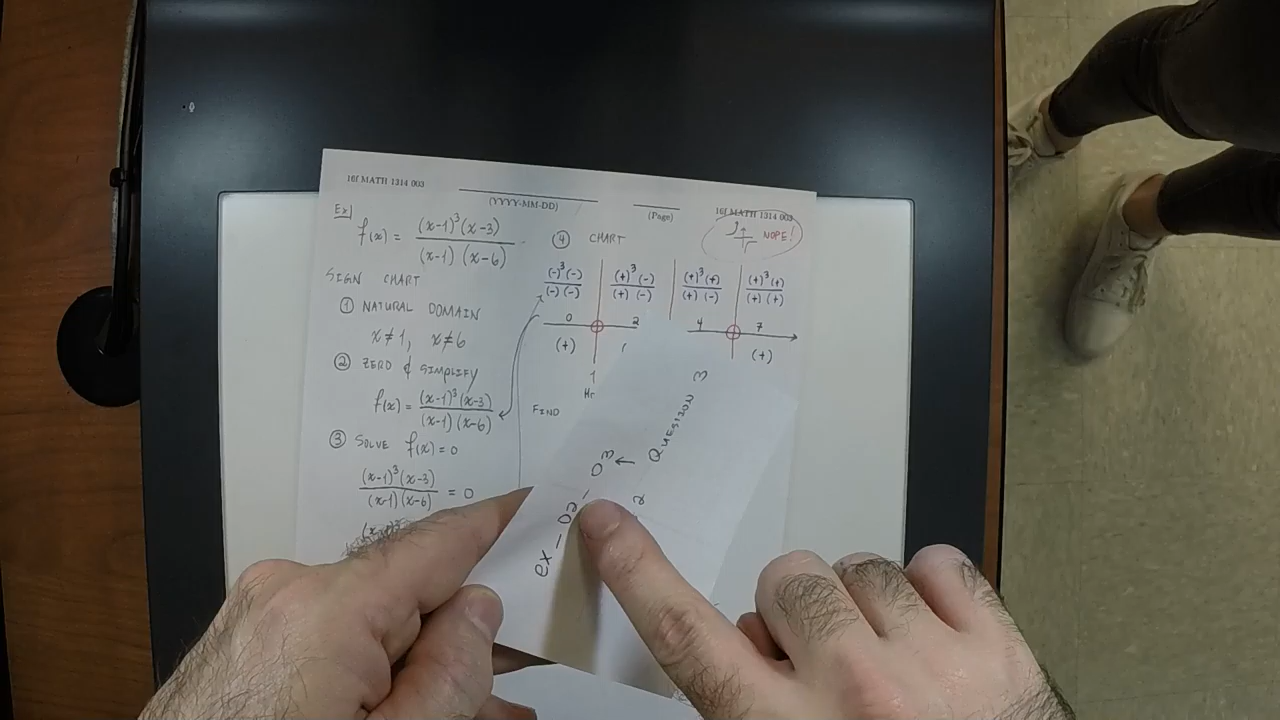 16f MATH 1314 003
(YYYY-MM-DD)
(Page)
16f MATH 1314 003
Ex1
f(x) = (x-1)³(x-3) / (x-1)(x-6)
SIGN CHART
① NATURAL DOMAIN
x≠1, x≠6
② ZERO & SIMPLIFY
f(x) = (x-1)³(x-3) / (x-1)(x-6)
③ SOLVE f(x) = 0
(x-1)³(x-3) / (x-1)(x-6) = 0
④ CHART
NOPE!
(-)³(-) / (-)(-) (+)³(-) / (+)(-) (+)³(+) / (+)(-) (+)³(+) / (+)(+)
0 2 4 7
(+) ( (+)
1
FIND
QUESTION 3
ex - 02 - 03 ←